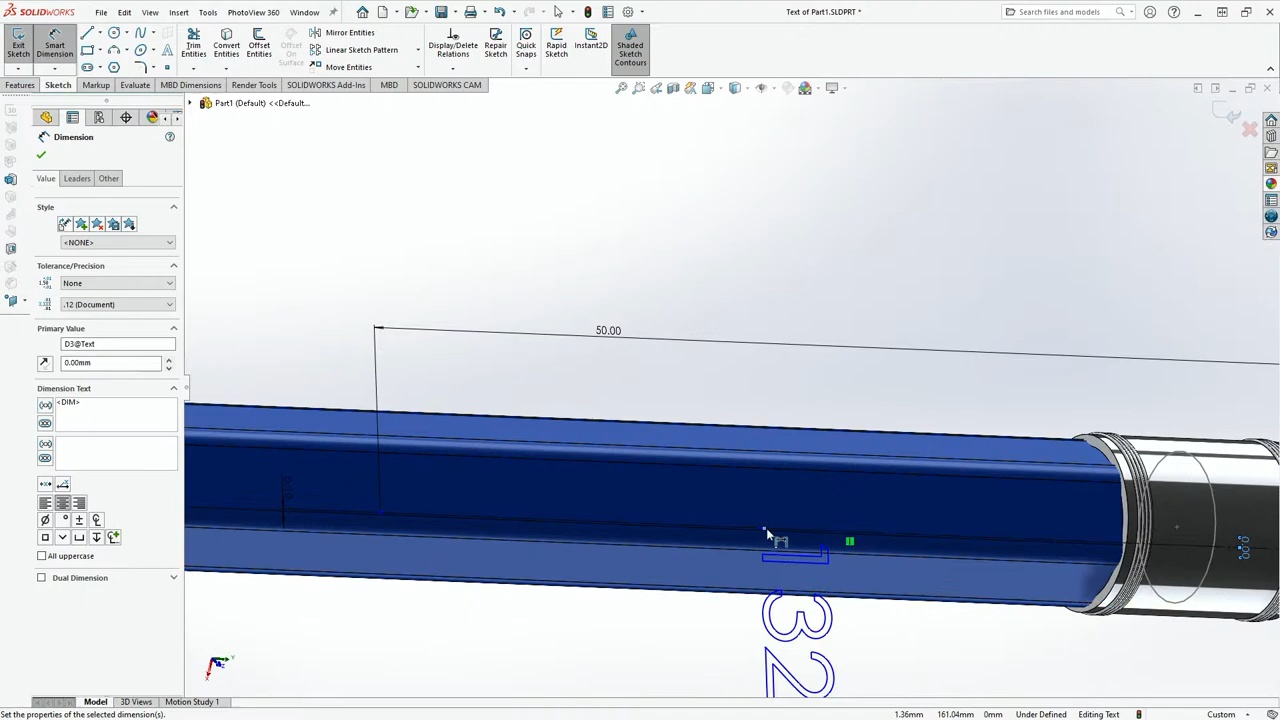 SOLIDWORKS File Edit View Insert Tools PhotoView 360 Window Text of Part1.SLDPRT * Search files and models
Exit Sketch Smart Dimension Trim Entities Convert Entities Offset Entities Offset On Surface Mirror Entities Linear Sketch Pattern Move Entities Display/Delete Relations Repair Sketch Quick Snaps Rapid Sketch Instant2D Shaded Sketch Contours
Features Sketch Markup Evaluate MBD Dimensions Render Tools SOLIDWORKS Add-Ins MBD SOLIDWORKS CAM
Part1 (Default) <<Default...
Dimension
Value Leaders Other
Style
<NONE>
Tolerance/Precision
None
.12 (Document)
Primary Value
D3@Text
0.00mm
Dimension Text
<DIM>
All uppercase
Dual Dimension
50.00
0.00
132
Model 3D Views Motion Study 1
Set the properties of the selected dimension(s). 1.36mm 161.04mm 0mm Under Defined Editing Text Custom